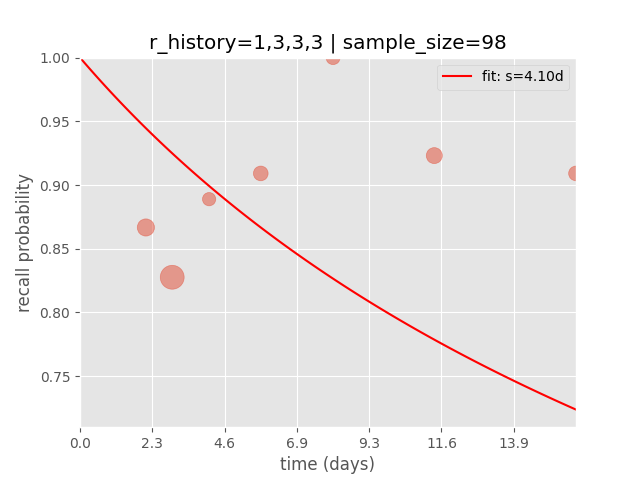 r_history=1,3,3,3 | sample_size=98
fit: s=4.10d
1.00
0.95
0.90
0.85
0.80
0.75
recall probability
0.0 2.3 4.6 6.9 9.3 11.6 13.9
time (days)